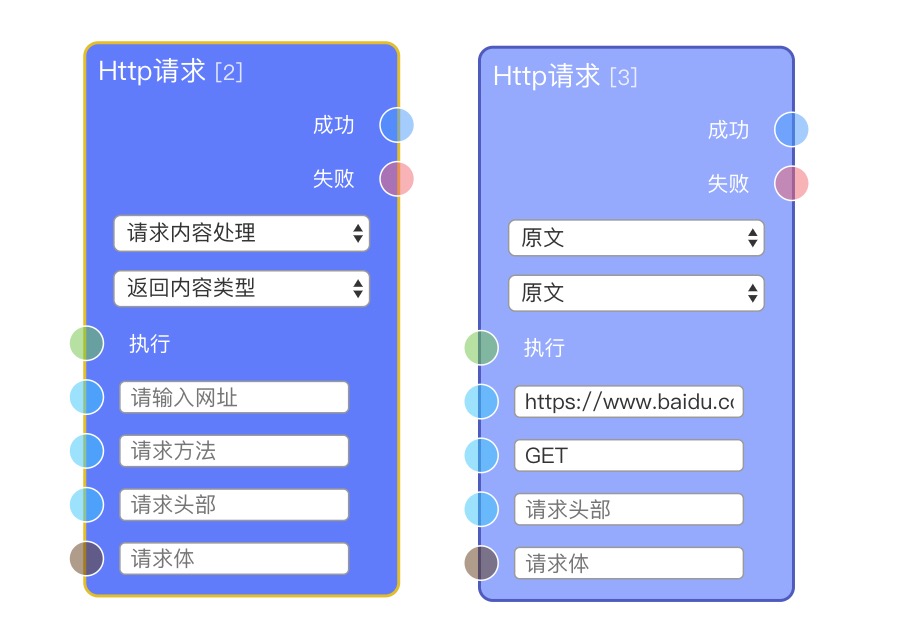 Http请求 [2]
成功
失败
请求内容处理
返回内容类型
执行
请输入网址
请求方法
请求头部
请求体
Http请求 [3]
成功
失败
原文
原文
执行
https://www.baidu.co
GET
请求头部
请求体